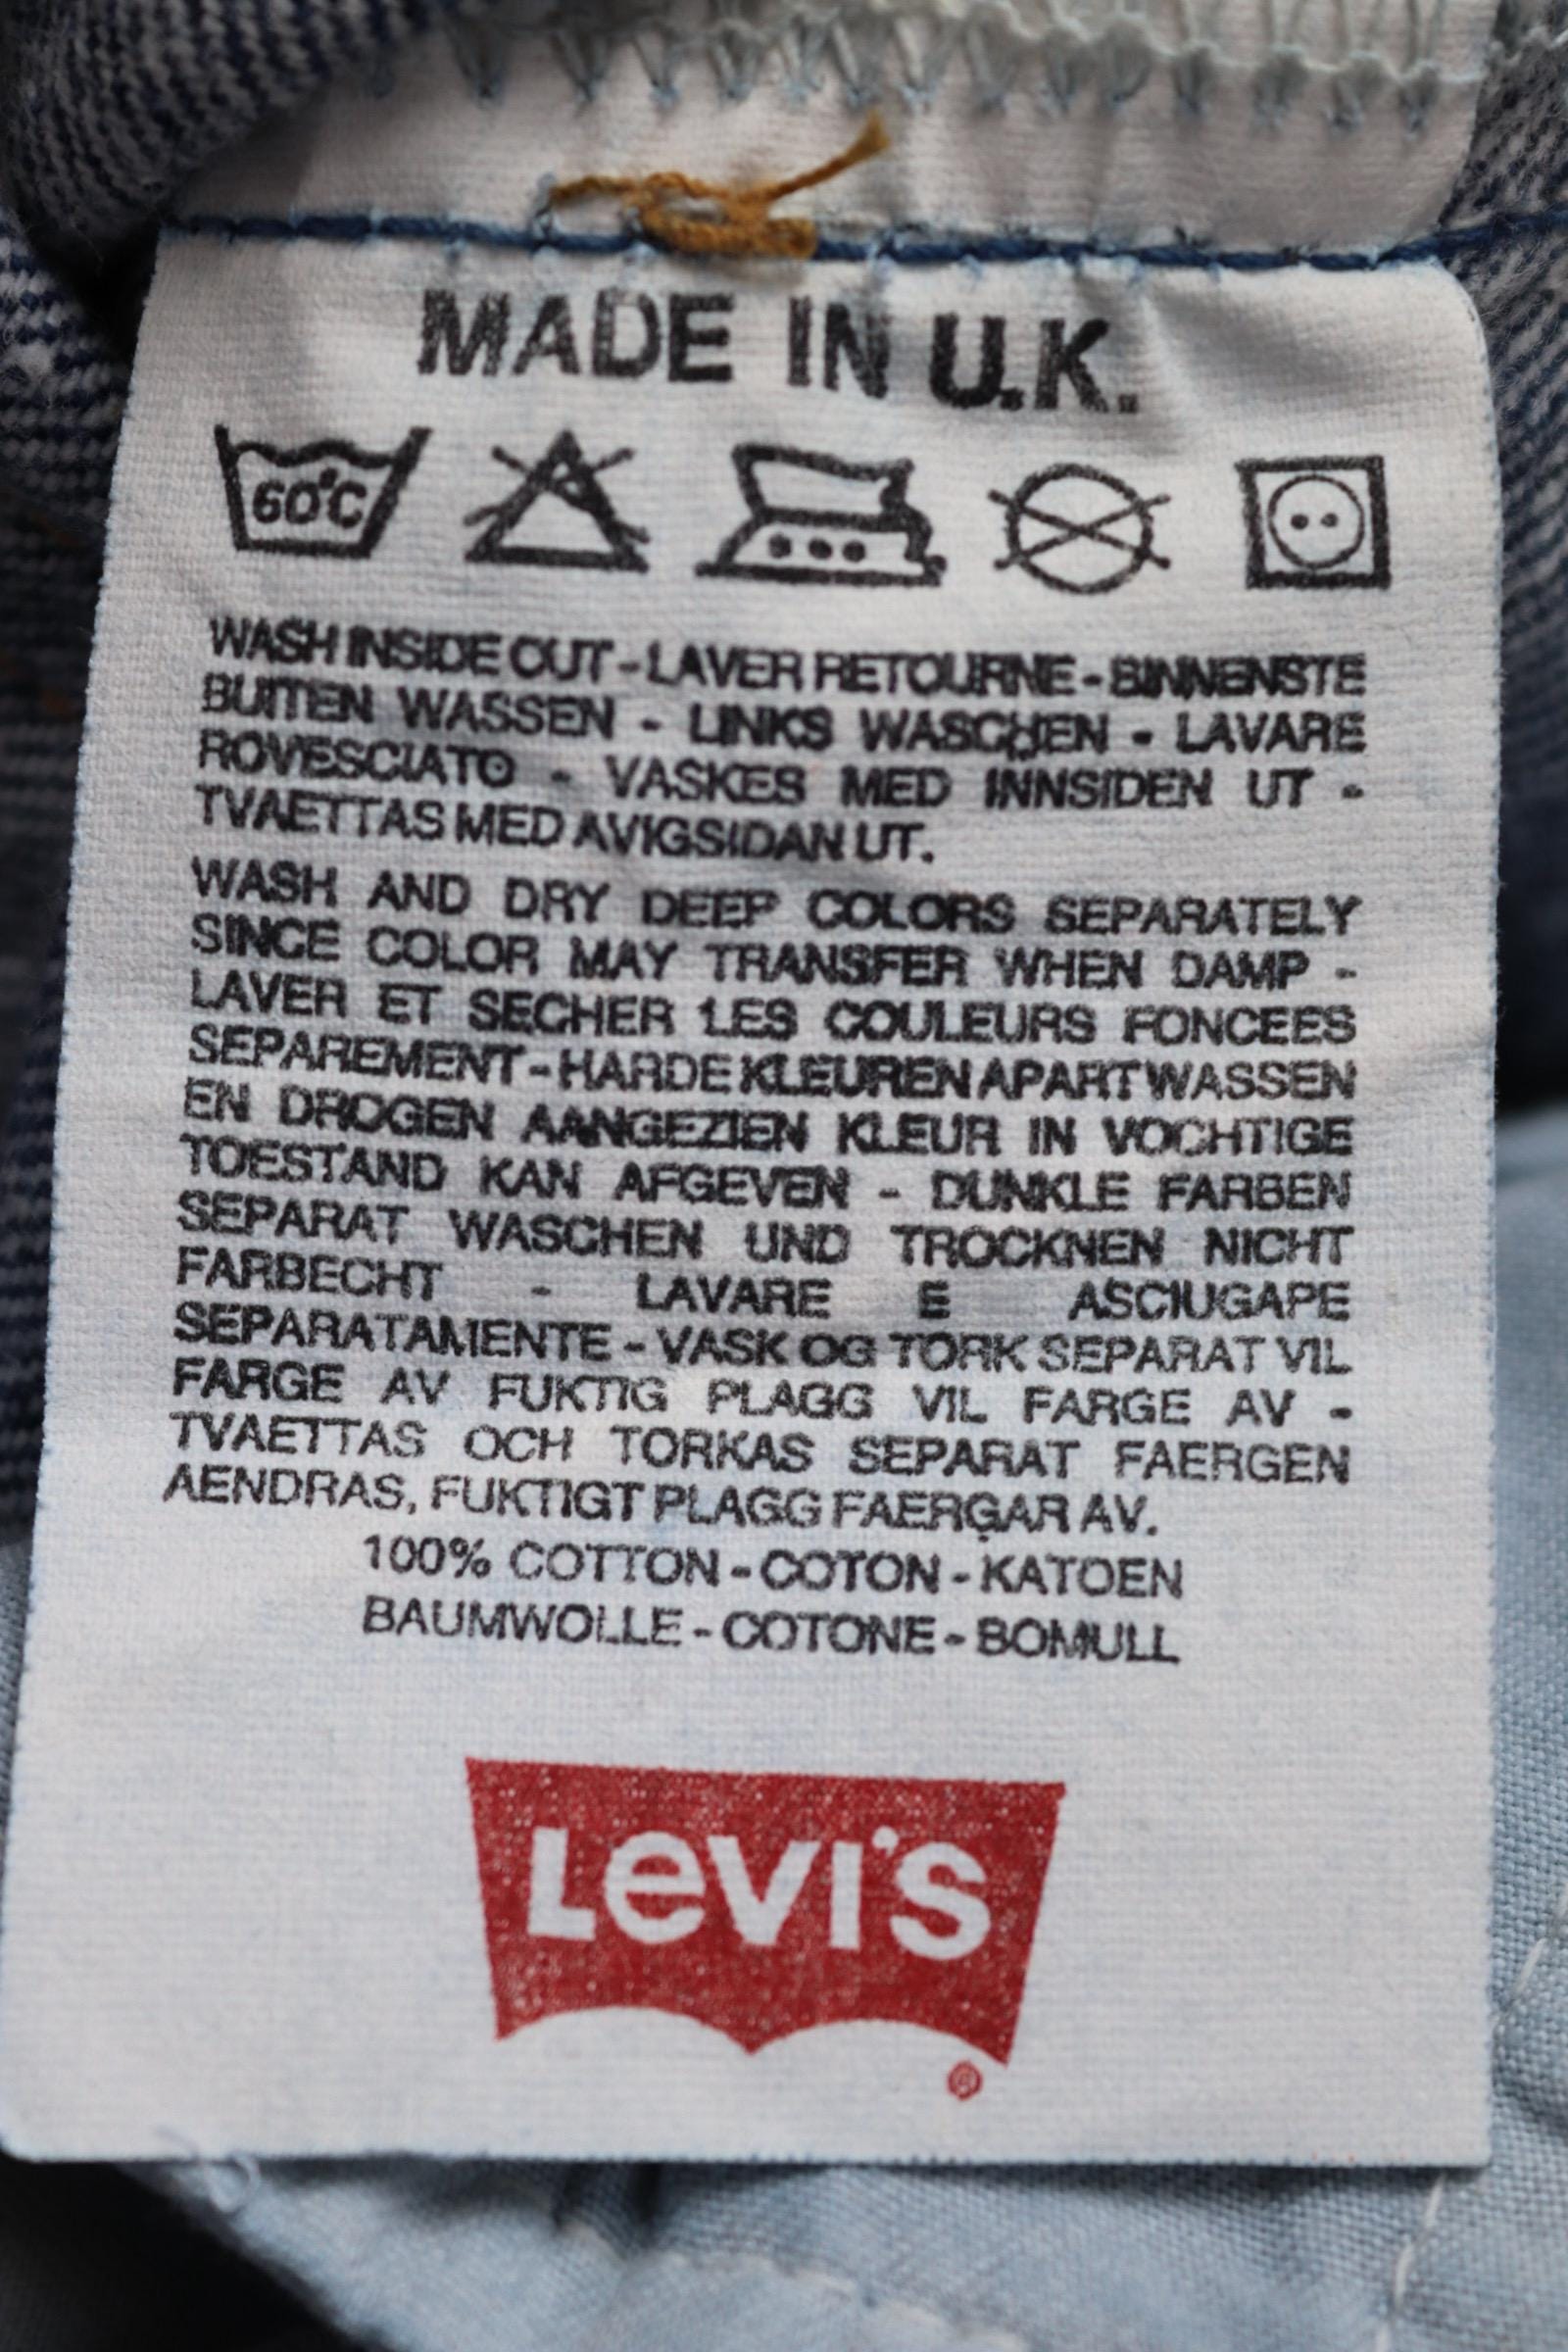 MADE IN U.K.
60°C
WASH INSIDE OUT - LAVER RETOURNE - BINNENSTE
BUITEN WASSEN - LINKS WASCHEN - LAVARE
ROVESCIATO - VASKES MED INNSIDEN UT -
TVAETTAS MED AVIGSIDAN UT.
WASH AND DRY DEEP COLORS SEPARATELY
SINCE COLOR MAY TRANSFER WHEN DAMP -
LAVER ET SECHER LES COULEURS FONCEES
SEPAREMENT - HARDE KLEUREN APART WASSEN
EN DROGEN AANGEZIEN KLEUR IN VOCHTIGE
TOESTAND KAN AFGEVEN - DUNKLE FARBEN
SEPARAT WASCHEN UND TROCKNEN NICHT
FARBECHT - LAVARE E ASCIUGAPE
SEPARATAMENTE - VASK OG TORK SEPARAT VIL
FARGE AV FUKTIG PLAGG VIL FARGE AV -
TVAETTAS OCH TORKAS SEPARAT FAERGEN
AENDRAS, FUKTIGT PLAGG FAERGAR AV.
100% COTTON - COTON - KATOEN
BAUMWOLLE - COTONE - BOMULL
LEVI'S
®